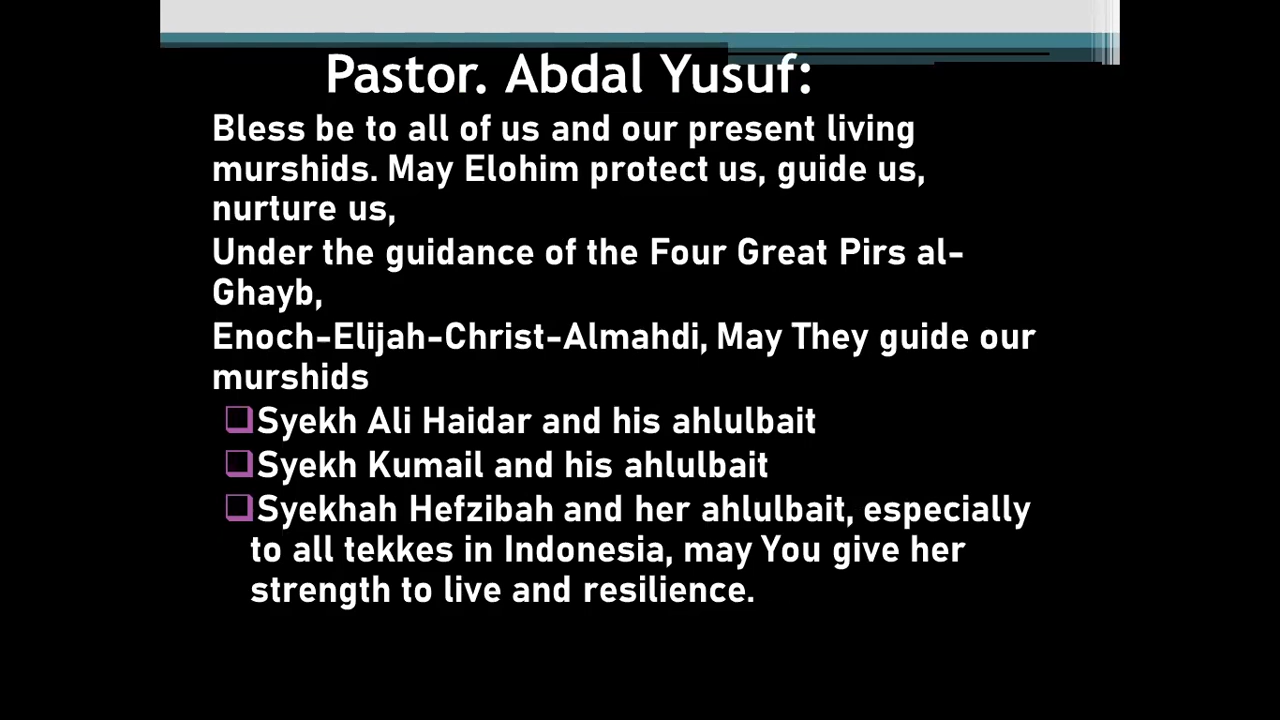 Pastor. Abdal Yusuf:
Bless be to all of us and our present living
murshids. May Elohim protect us, guide us,
nurture us,
Under the guidance of the Four Great Pirs al-
Ghayb,
Enoch-Elijah-Christ-Almahdi, May They guide our
murshids
❑Syekh Ali Haidar and his ahlulbait
❑Syekh Kumail and his ahlulbait
❑Syekhah Hefzibah and her ahlulbait, especially
to all tekkes in Indonesia, may You give her
strength to live and resilience.